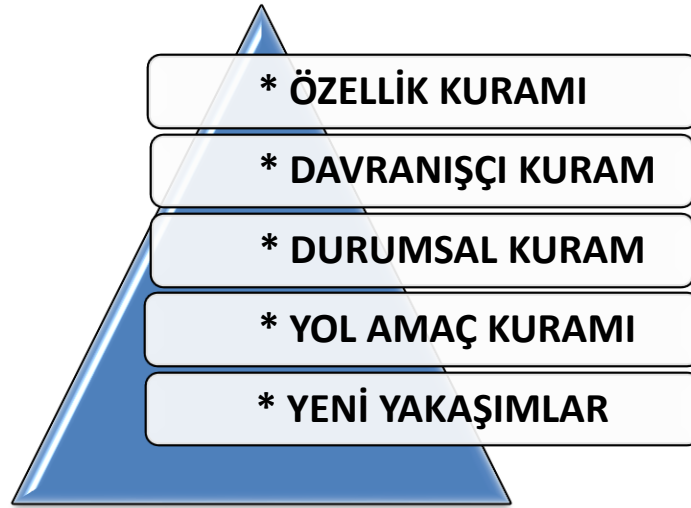 * ÖZELLİK KURAMI
* DAVRANIŞÇI KURAM
* DURUMSAL KURAM
* YOL AMAÇ KURAMI
* YENİ YAKAŞIMLAR